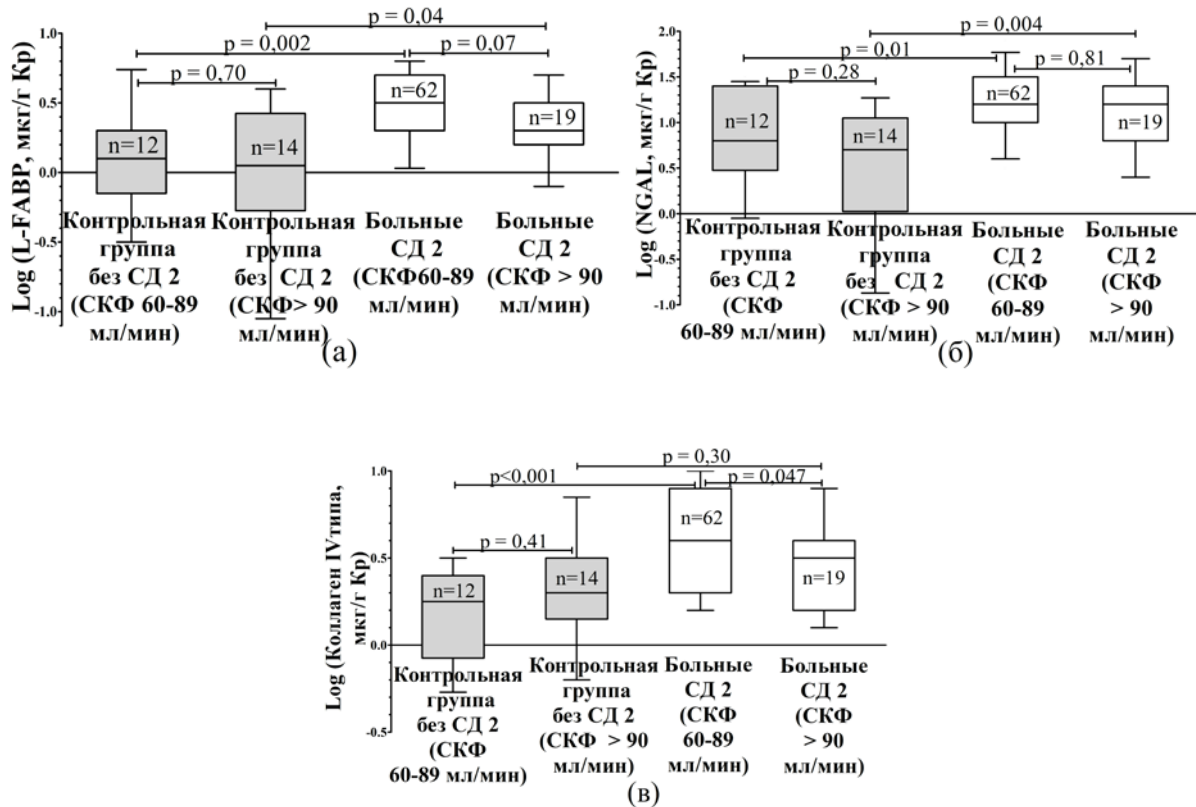 p = 0,04
p = 0,002
p = 0,07
p = 0,70
Log (L-FABP, мкг/г Кр)
1.0
0.5
0.0
-0.5
-1.0
n=12
n=14
n=62
n=19
Контрольная
группа
без СД 2
(СКФ 60-89
мл/мин)
Контрольная
группа
без СД 2
(СКФ> 90
мл/мин)
Больные
СД 2
(СКФ60-89
мл/мин)
Больные
СД 2
(СКФ > 90
мл/мин)
(а)
p = 0,004
p = 0,01
p = 0,81
p = 0,28
Log (NGAL, мкг/г Кр)
2.0
1.5
1.0
0.5
0.0
-0.5
-1.0
n=12
n=14
n=62
n=19
Контрольная
группа
без СД 2
(СКФ
60-89 мл/мин)
Контрольная
группа
без СД 2
(СКФ > 90
мл/мин)
Больные
СД 2
(СКФ
60-89
мл/мин)
Больные
СД 2
(СКФ
> 90
мл/мин)
(б)
p = 0,30
p<0,001
p = 0,047
p = 0,41
Log (Коллаген IVтипа,
мкг/г Кр)
1.0
0.5
0.0
-0.5
n=12
n=14
n=62
n=19
Контрольная
группа
без СД 2
(СКФ
60-89 мл/мин)
Контрольная
группа
без СД 2
(СКФ > 90
мл/мин)
Больные
СД 2
(СКФ
60-89
мл/мин)
Больные
СД 2
(СКФ
> 90
мл/мин)
(в)